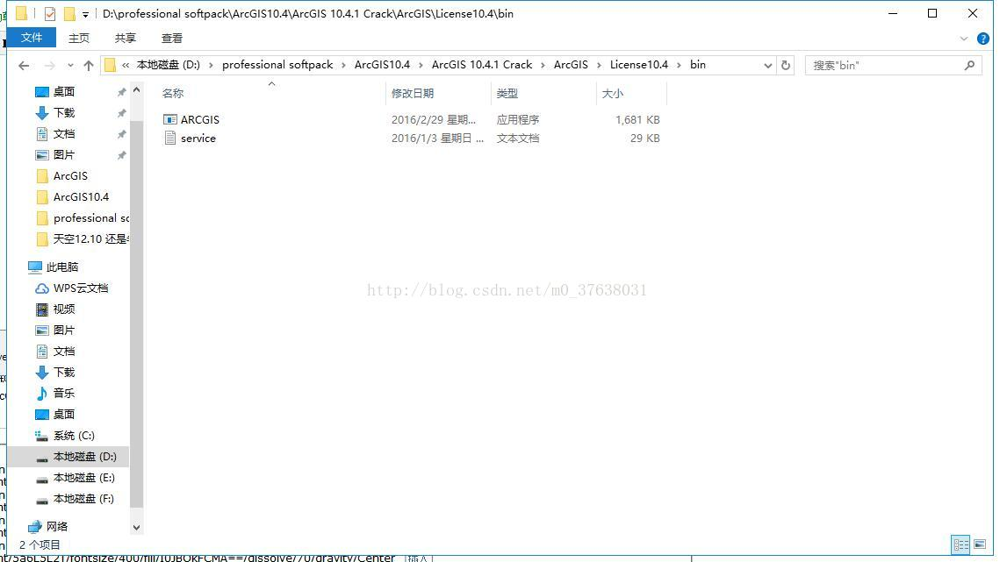 D:\professional softpack\ArcGIS10.4\ArcGIS 10.4.1 Crack\ArcGIS\License10.4\bin
文件 主页 共享 查看
« 本地磁盘 (D:) › professional softpack › ArcGIS10.4 › ArcGIS 10.4.1 Crack › ArcGIS › License10.4 › bin 搜索"bin"
名称 修改日期 类型 大小
ARCGIS 2016/2/29 星期... 应用程序 1,681 KB
service 2016/1/3 星期日 ... 文本文档 29 KB
桌面
下载
文档
图片
ArcGIS
ArcGIS10.4
professional sc
天空12.10 还是
此电脑
WPS云文档
视频
图片
文档
下载
音乐
桌面
系统 (C:)
本地磁盘 (D:)
本地磁盘 (E:)
本地磁盘 (F:)
网络
http://blog.csdn.net/m0_37638031
2 个项目